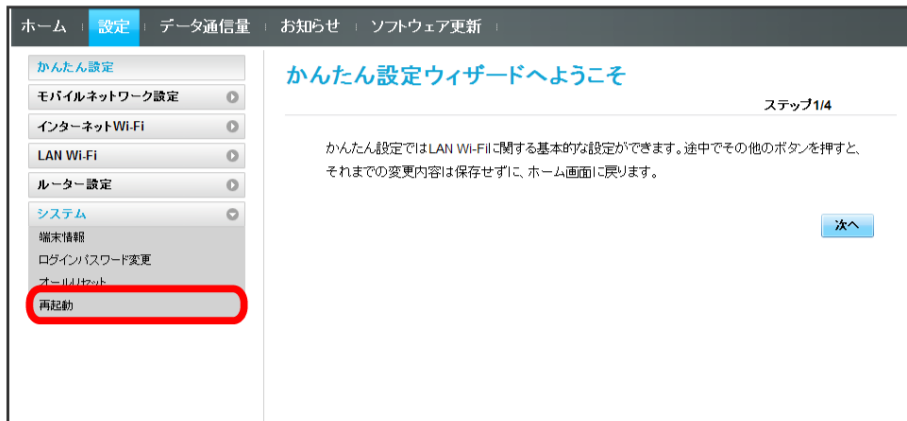 ホーム 設定 データ通信量 お知らせ ソフトウェア更新
かんたん設定
モバイルネットワーク設定
インターネットWi-Fi
LAN Wi-Fi
ルーター設定
システム
端末情報
ログインパスワード変更
オールリセット
再起動
かんたん設定ウィザードへようこそ
ステップ1/4
かんたん設定ではLAN Wi-Fiに関する基本的な設定ができます。途中でその他のボタンを押すと、
それまでの変更内容は保存せずに、ホーム画面に戻ります。
次へ